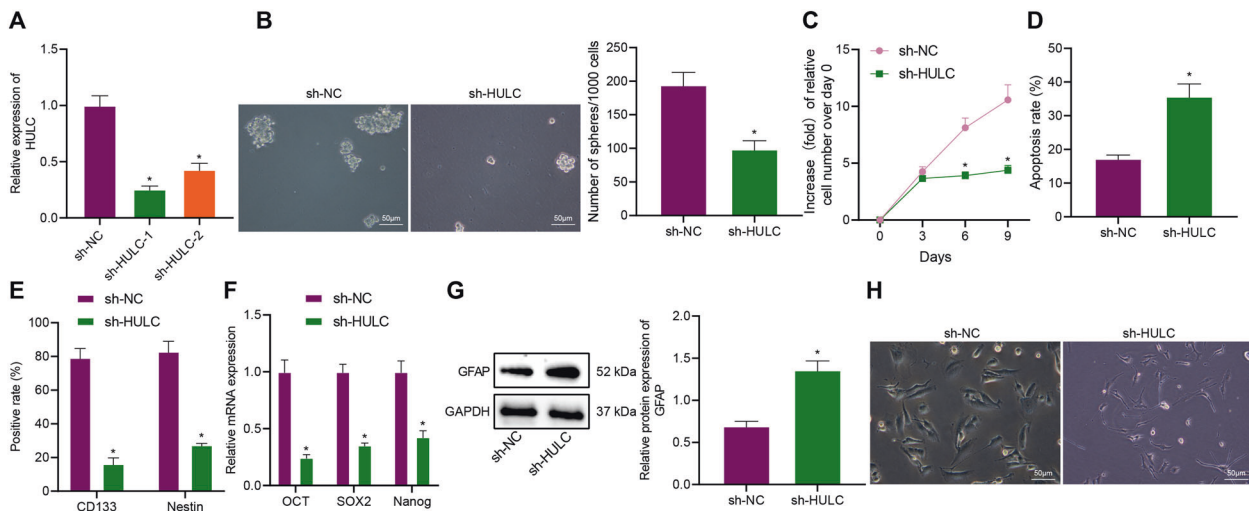 A
Relative expression of
HULC
1.5
1.0
0.5
0.0
*
*
sh-NC
sh-HULC-1
sh-HULC-2
B
sh-NC
sh-HULC
50μm
50μm
Number of spheres/1000 cells
250
200
150
100
50
0
*
sh-NC
sh-HULC
C
sh-NC
sh-HULC
Increase (fold) of relative
cell number over day 0
15
10
5
0
*
*
0
3
6
9
Days
D
Apoptosis rate (%)
50
40
30
20
10
0
*
sh-NC
sh-HULC
E
sh-NC
sh-HULC
Positive rate (%)
100
80
60
40
20
0
*
*
CD133
Nestin
F
sh-NC
sh-HULC
Relative mRNA expression
1.5
1.0
0.5
0.0
*
*
*
OCT
SOX2
Nanog
G
GFAP
52 kDa
GAPDH
37 kDa
sh-NC
sh-HULC
Relative protein expression of
GFAP
2.0
1.5
1.0
0.5
0.0
*
sh-NC
sh-HULC
H
sh-NC
sh-HULC
50μm
50μm